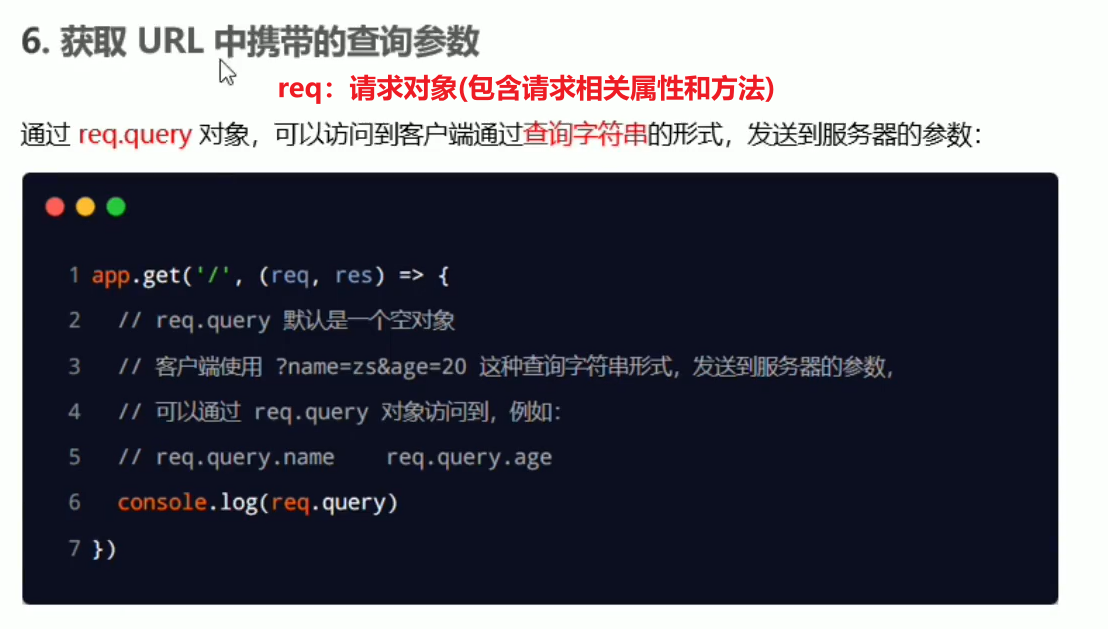 6. 获取 URL 中携带的查询参数
req：请求对象(包含请求相关属性和方法)
通过 req.query 对象，可以访问到客户端通过查询字符串的形式，发送到服务器的参数：
1 app.get('/', (req, res) => {
2 // req.query 默认是一个空对象
3 // 客户端使用 ?name=zs&age=20 这种查询字符串形式，发送到服务器的参数，
4 // 可以通过 req.query 对象访问到，例如：
5 // req.query.name    req.query.age
6 console.log(req.query)
7 })